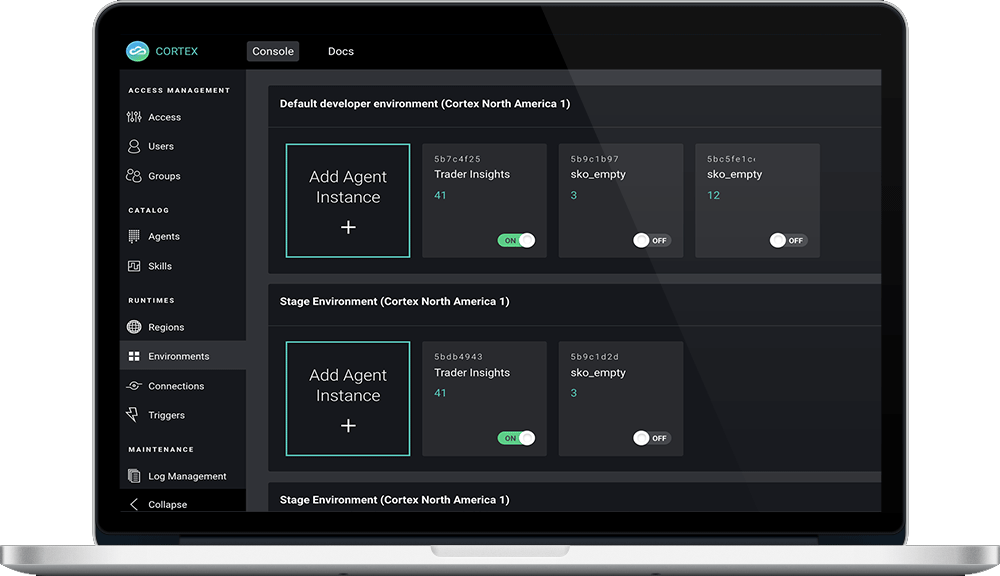 CORTEX
Console
Docs
ACCESS MANAGEMENT
Access
Users
Groups
CATALOG
Agents
Skills
RUNTIMES
Regions
Environments
Connections
Triggers
MAINTENANCE
Log Management
Collapse
Default developer environment (Cortex North America 1)
Add Agent
Instance
+
5b7c4f25
Trader Insights
41
ON
5b9c1b97
sko_empty
3
OFF
5bc5fe1c
sko_empty
12
OFF
Stage Environment (Cortex North America 1)
Add Agent
Instance
+
5bdb4943
Trader Insights
41
ON
5b9c1d2d
sko_empty
3
OFF
Stage Environment (Cortex North America 1)